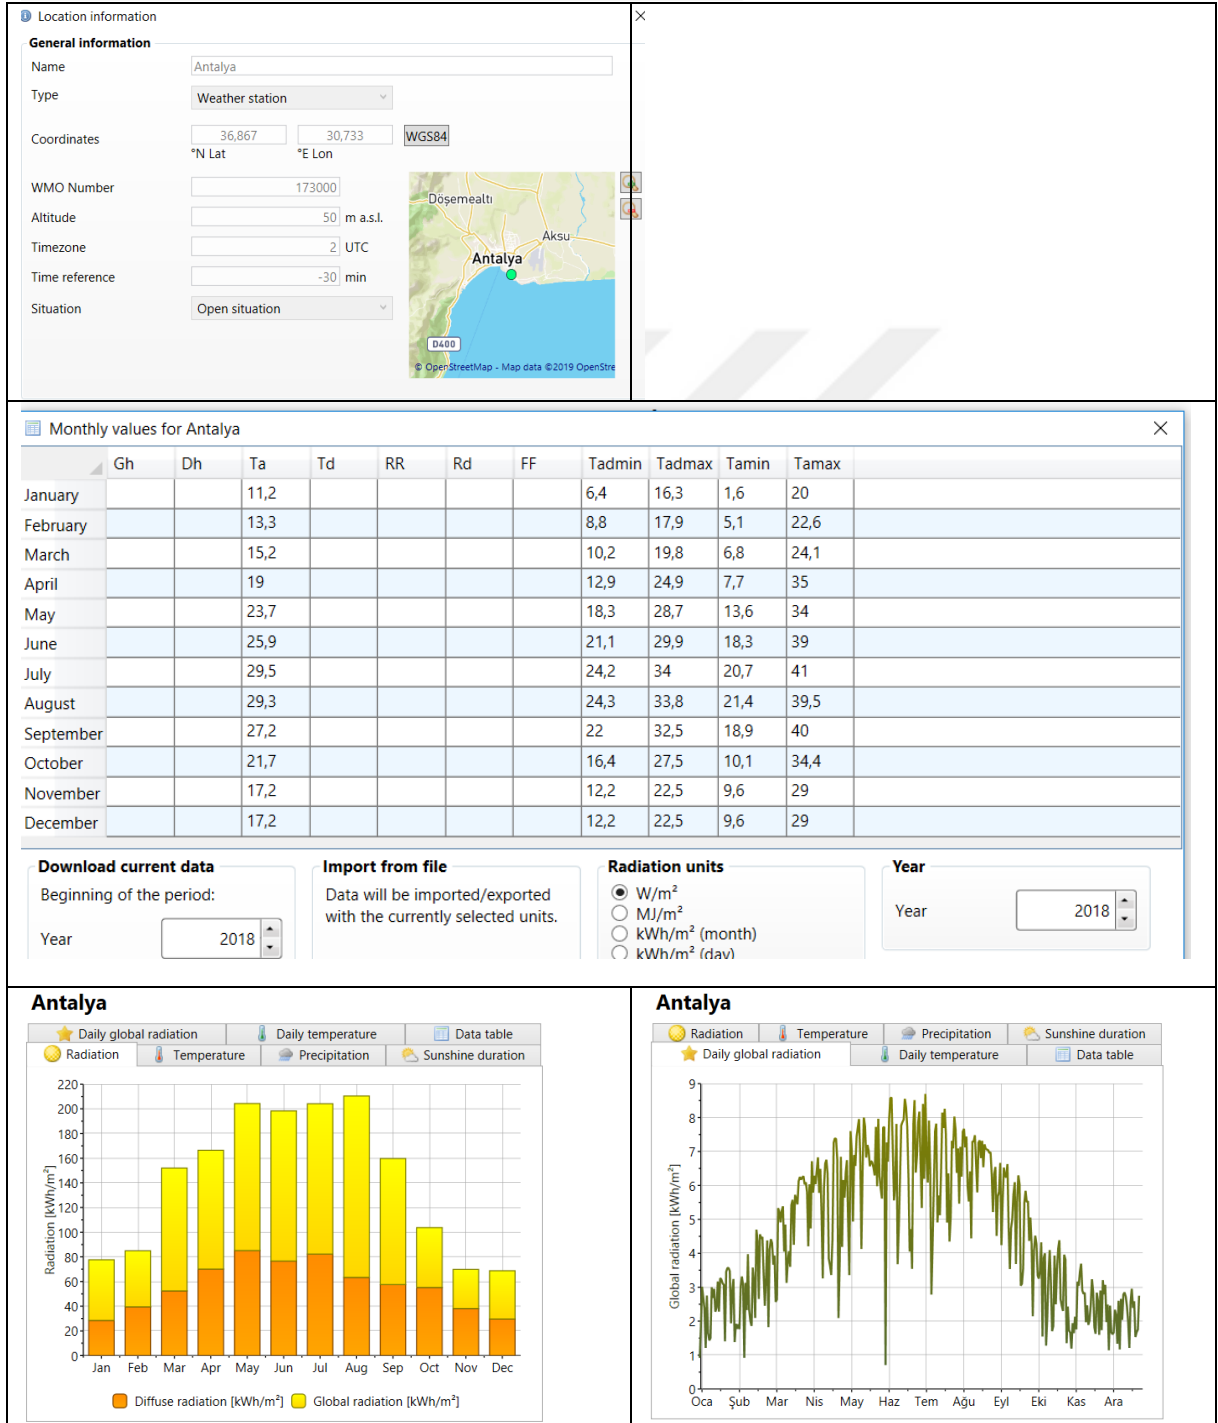 Location information
General information
Name Antalya
Type Weather station
Coordinates 36,867 30,733 WGS84
°N Lat °E Lon
WMO Number 173000
Altitude 50 m a.s.l.
Timezone 2 UTC
Time reference -30 min
Situation Open situation
Döşemealtı
Aksu
Antalya
D400
© OpenStreetMap - Map data ©2019 OpenStre
Monthly values for Antalya
Gh Dh Ta Td RR Rd FF Tadmin Tadmax Tamin Tamax
January 11,2 6,4 16,3 1,6 20
February 13,3 8,8 17,9 5,1 22,6
March 15,2 10,2 19,8 6,8 24,1
April 19 12,9 24,9 7,7 35
May 23,7 18,3 28,7 13,6 34
June 25,9 21,1 29,9 18,3 39
July 29,5 24,2 34 20,7 41
August 29,3 24,3 33,8 21,4 39,5
September 27,2 22 32,5 18,9 40
October 21,7 16,4 27,5 10,1 34,4
November 17,2 12,2 22,5 9,6 29
December 17,2 12,2 22,5 9,6 29
Download current data
Beginning of the period:
Year 2018
Import from file
Data will be imported/exported
with the currently selected units.
Radiation units
W/m²
MJ/m²
kWh/m² (month)
kWh/m² (day)
Year
Year 2018
Antalya
Daily global radiation Daily temperature Data table
Radiation Temperature Precipitation Sunshine duration
Radiation [kWh/m²]
220
200
180
160
140
120
100
80
60
40
20
0
Jan Feb Mar Apr May Jun Jul Aug Sep Oct Nov Dec
Diffuse radiation [kWh/m²] Global radiation [kWh/m²]
Antalya
Radiation Temperature Precipitation Sunshine duration
Daily global radiation Daily temperature Data table
Global radiation [kWh/m²]
9
8
7
6
5
4
3
2
1
0
Oca Şub Mar Nis May Haz Tem Ağu Eyl Eki Kas Ara